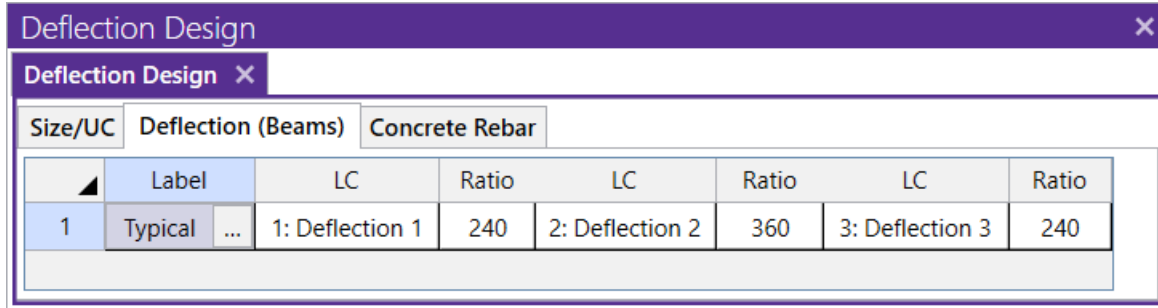 Deflection Design
Deflection Design
Size/UC Deflection (Beams) Concrete Rebar
Label LC Ratio LC Ratio LC Ratio
1 Typical ... 1: Deflection 1 240 2: Deflection 2 360 3: Deflection 3 240